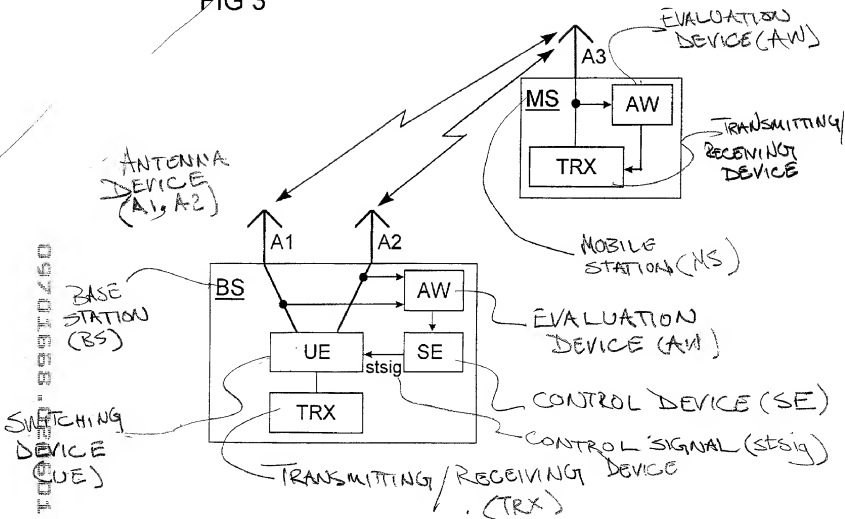 FIG 3
EVALUATION
DEVICE (AW)
A3
MS
AW
TRX
TRANSMITTING/
RECEIVING
DEVICE
ANTENNA
DEVICE
(A1, A2)
A1
A2
MOBILE
STATION (MS)
BASE
STATION
(BS)
BS
AW
EVALUATION
DEVICE (AW)
UE
stsig
SE
TRX
CONTROL DEVICE (SE)
CONTROL SIGNAL (stsig)
SWITCHING
DEVICE
(UE)
TRANSMITTING/RECEIVING DEVICE
(TRX)